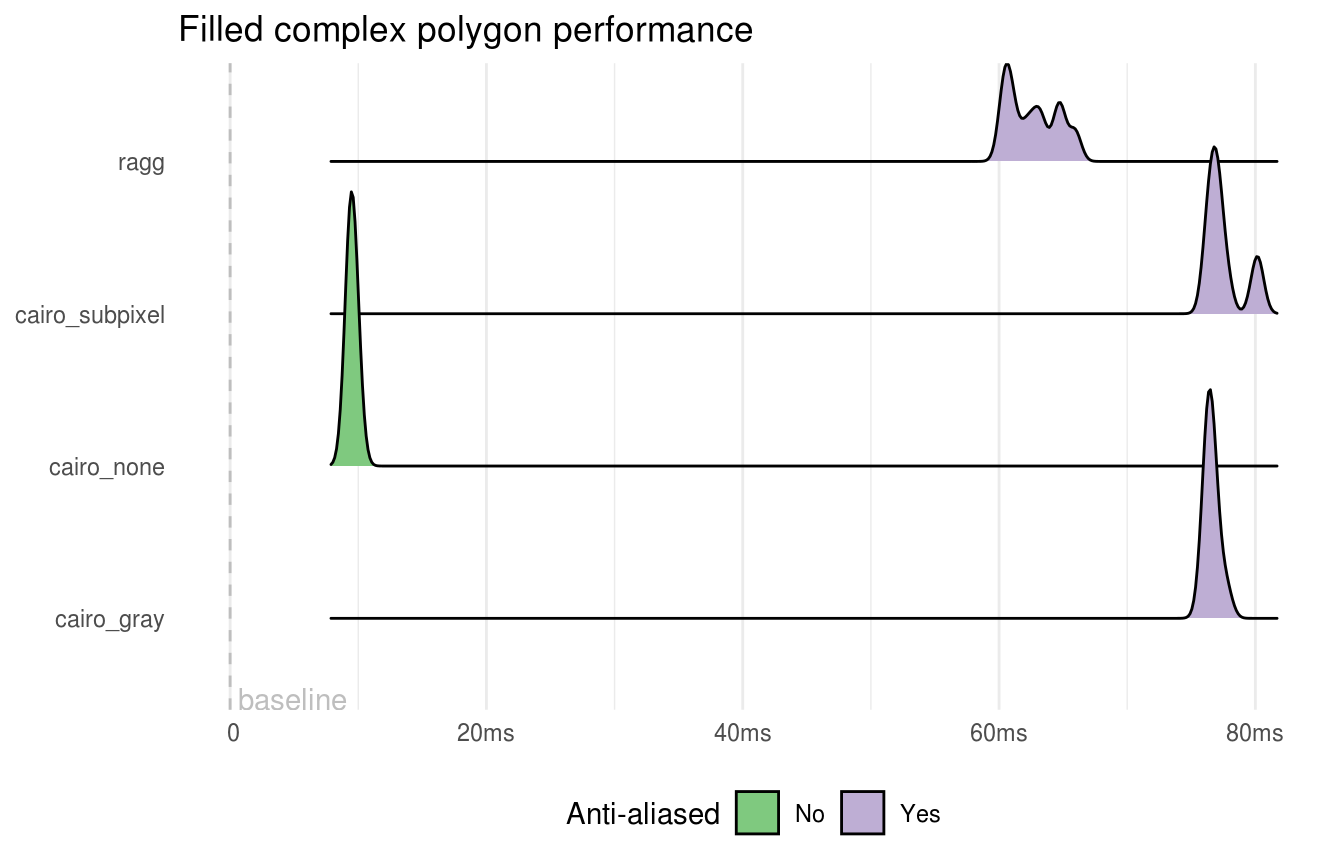 Filled complex polygon performance
ragg
cairo_subpixel
cairo_none
cairo_gray
baseline
0 20ms 40ms 60ms 80ms
Anti-aliased No Yes